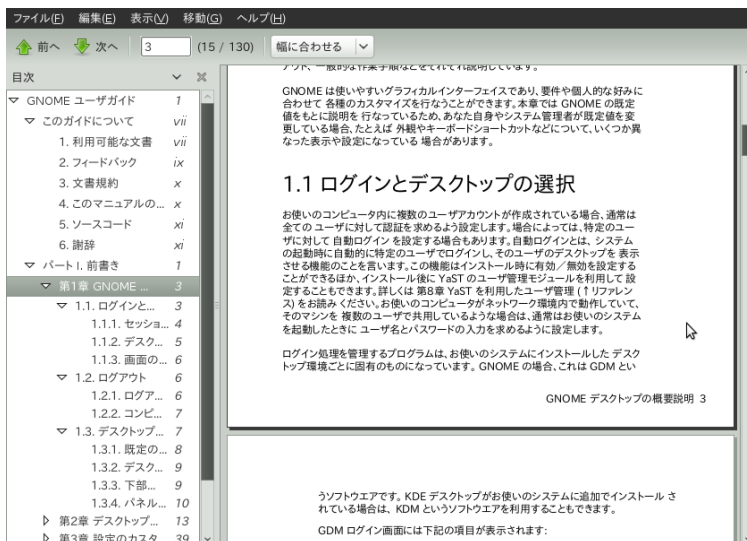 ファイル(F) 編集(E) 表示(V) 移動(G) ヘルプ(H)
前へ 次へ 3 (15 / 130) 幅に合わせる
目次
GNOME ユーザガイド 1
このガイドについて vii
1. 利用可能な文書 vii
2. フィードバック ix
3. 文書規約 x
4. このマニュアルの... x
5. ソースコード xi
6. 謝辞 xi
パート I. 前書き 1
第1章 GNOME ... 3
1.1. ログインと... 3
1.1.1. セッショ... 4
1.1.2. デスク... 5
1.1.3. 画面の... 6
1.2. ログアウト 6
1.2.1. ログア... 6
1.2.2. コンピ... 7
1.3. デスクトップ... 7
1.3.1. 既定の... 8
1.3.2. デスク... 9
1.3.3. 下部... 9
1.3.4. パネル... 10
第2章 デスクトップ... 13
第3章 設定のカスタ... 39
アウト、一般的な作業手順などをそれぞれ説明しています。
GNOME は使いやすいグラフィカルインターフェイスであり、要件や個人的な好みに
合わせて 各種のカスタマイズを行なうことができます。本章では GNOME の既定
値をもとに説明を 行なっているため、あなた自身やシステム管理者が既定値を変
更している場合、たとえば 外観やキーボードショートカットなどについて、いくつか異
なった表示や設定になっている 場合があります。
1.1 ログインとデスクトップの選択
お使いのコンピュータ内に複数のユーザアカウントが作成されている場合、通常は
全ての ユーザに対して認証を求めるよう設定します。場合によっては、特定のユー
ザに対して 自動ログイン を設定する場合もあります。自動ログインとは、システム
の起動時に自動的に特定のユーザでログインし、そのユーザのデスクトップを 表示
させる機能のことを言います。この機能はインストール時に有効／無効を設定する
ことができるほか、インストール後に YaST のユーザ管理モジュールを利用して 設
定することもできます。詳しくは 第8章 YaST を利用したユーザ管理 (↑リファレン
ス) をお読み ください。お使いのコンピュータがネットワーク環境内で動作していて、
そのマシンを 複数のユーザで共用しているような場合は、通常はお使いのシステム
を起動したときに ユーザ名とパスワードの入力を求めるように設定します。
ログイン処理を管理するプログラムは、お使いのシステムにインストールした デスク
トップ環境ごとに固有のものになっています。 GNOME の場合、これは GDM とい
GNOME デスクトップの概要説明 3
うソフトウエアです。 KDE デスクトップがお使いのシステムに追加でインストール さ
れている場合は、 KDM というソフトウエアを利用することもできます。
GDM ログイン画面には下記の項目が表示されます: